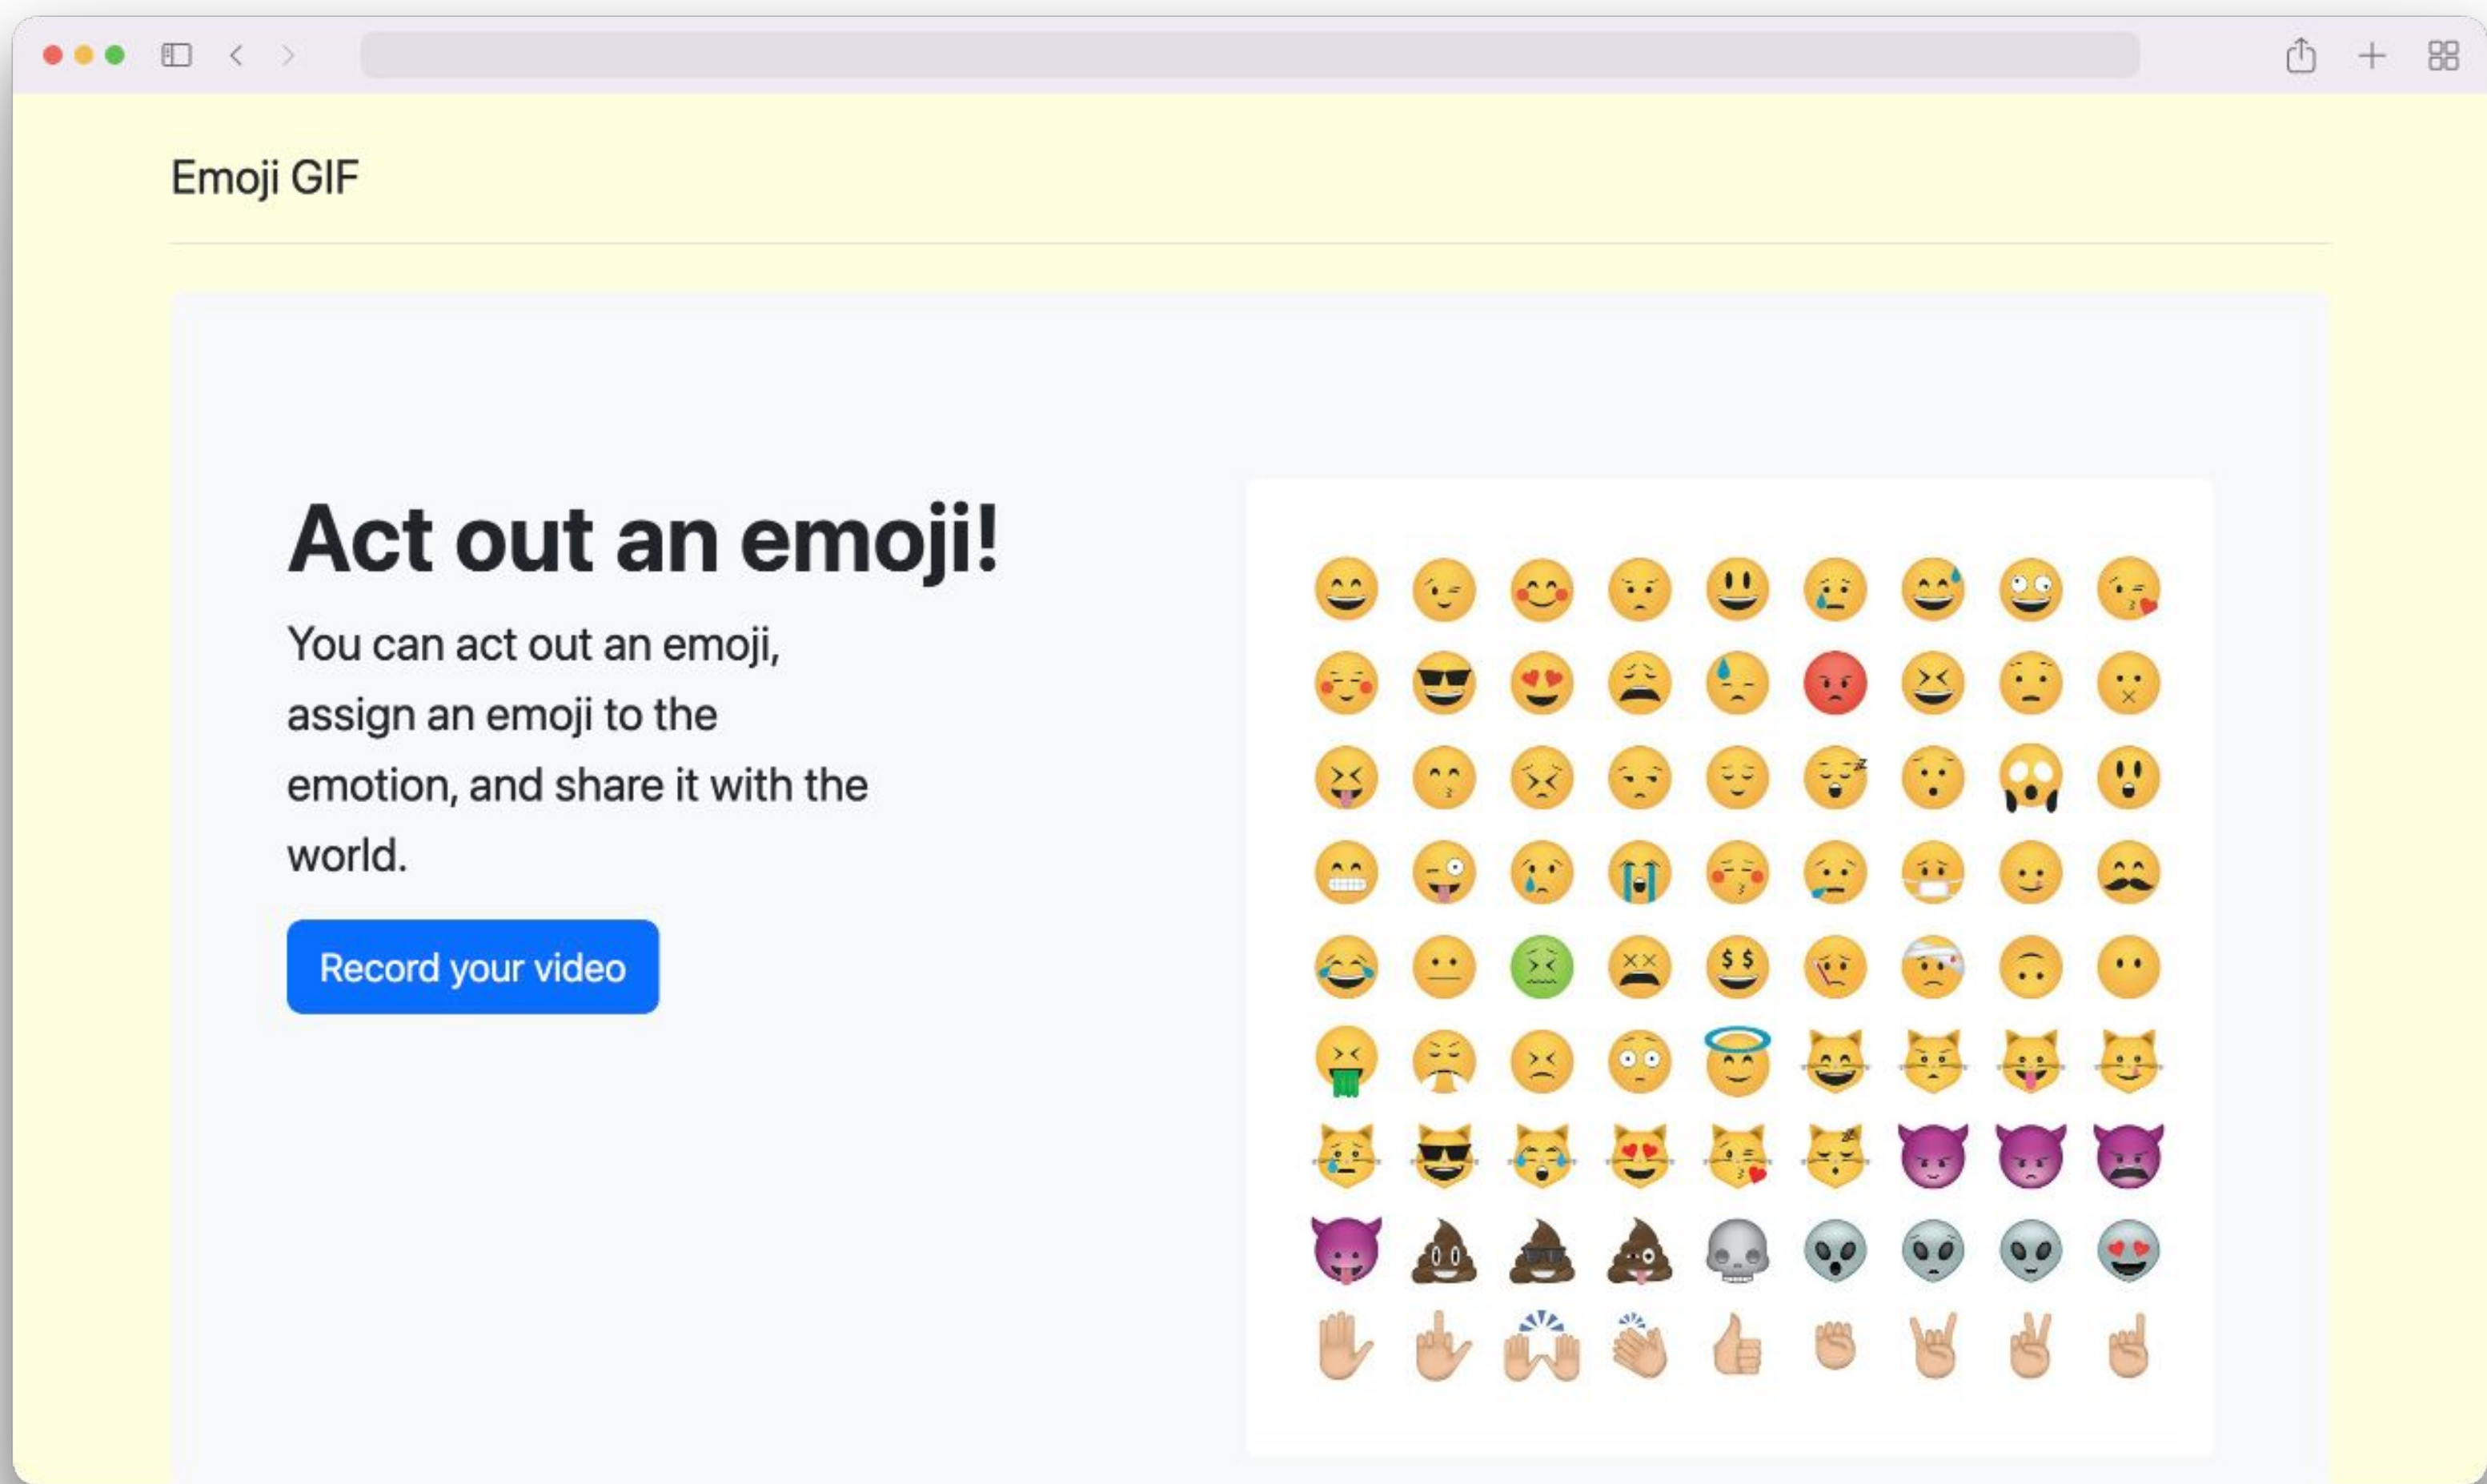 Emoji GIF
Act out an emoji!
You can act out an emoji,
assign an emoji to the
emotion, and share it with the
world.
Record your video